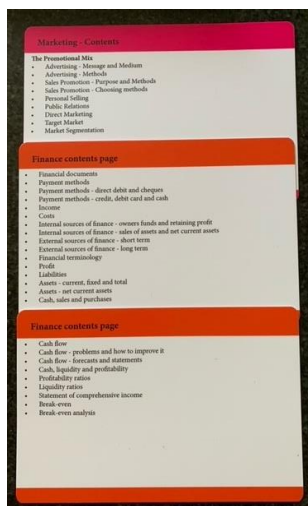 Marketing - Contents
The Promotional Mix
• Advertising - Message and Medium
• Advertising - Methods
• Sales Promotion - Purpose and Methods
• Sales Promotion - Choosing methods
• Personal Selling
• Public Relations
• Direct Marketing
• Target Market
• Market Segmentation
Finance contents page
• Financial documents
• Payment methods
• Payment methods - direct debit and cheques
• Payment methods - credit, debit card and cash
• Income
• Costs
• Internal sources of finance - owners funds and retaining profit
• Internal sources of finance - sales of assets and net current assets
• External sources of finance - short term
• External sources of finance - long term
• Financial terminology
• Profit
• Liabilities
• Assets - current, fixed and total
• Assets - net current assets
• Cash, sales and purchases
Finance contents page
• Cash flow
• Cash flow - problems and how to improve it
• Cash flow - forecasts and statements
• Cash, liquidity and profitability
• Profitability ratios
• Liquidity ratios
• Statement of comprehensive income
• Break-even
• Break-even analysis